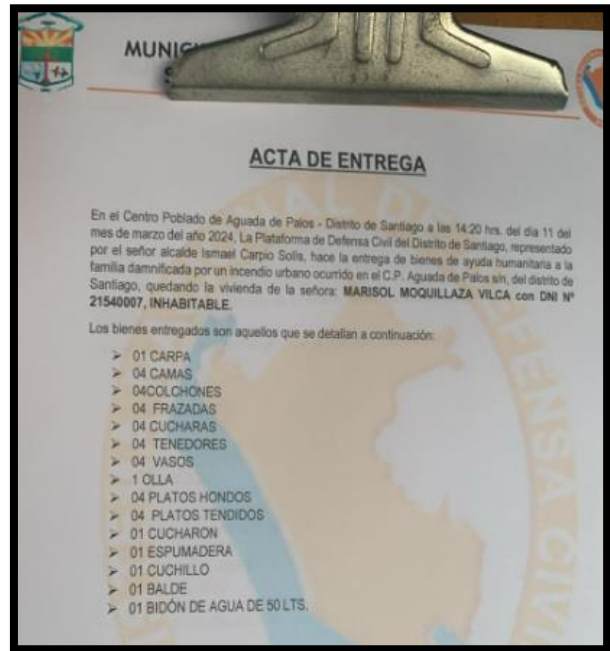 MUNIC
ACTA DE ENTREGA
En el Centro Poblado de Aguada de Palos - Distrito de Santiago a las 14:20 hrs. del dia 11 del
mes de marzo del año 2024, La Plataforma de Defensa Civil del Distrito de Santiago, representado
por el señor alcalde Ismael Carpio Solis, hace la entrega de bienes de ayuda humanitaria a la
familia damnificada por un incendio urbano ocurrido en el C.P. Aguada de Palos s/n, del distrito de
Santiago, quedando la vivienda de la señora: MARISOL MOQUILLAZA VILCA con DNI Nº
21540007, INHABITABLE.
Los bienes entregados son aquellos que se detallan a continuación:
➢ 01 CARPA
➢ 04 CAMAS
➢ 04COLCHONES
➢ 04 FRAZADAS
➢ 04 CUCHARAS
➢ 04 TENEDORES
➢ 04 VASOS
➢ 1 OLLA
➢ 04 PLATOS HONDOS
➢ 04 PLATOS TENDIDOS
➢ 01 CUCHARON
➢ 01 ESPUMADERA
➢ 01 CUCHILLO
➢ 01 BALDE
➢ 01 BIDÓN DE AGUA DE 50 LTS.